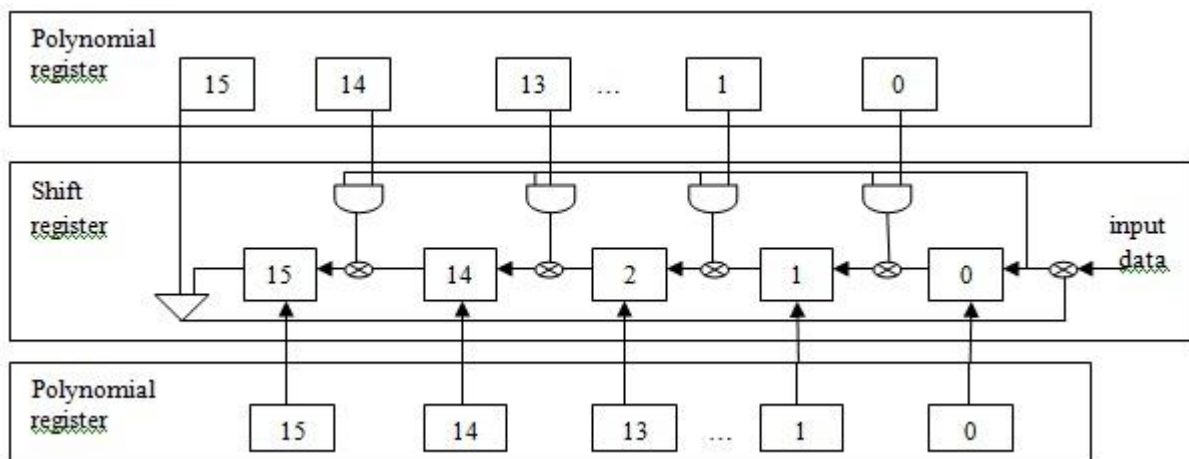 Polynomial
register
15 14 13 ... 1 0
Shift
register
input
data
15 14 2 1 0
Polynomial
register
15 14 13 ... 1 0